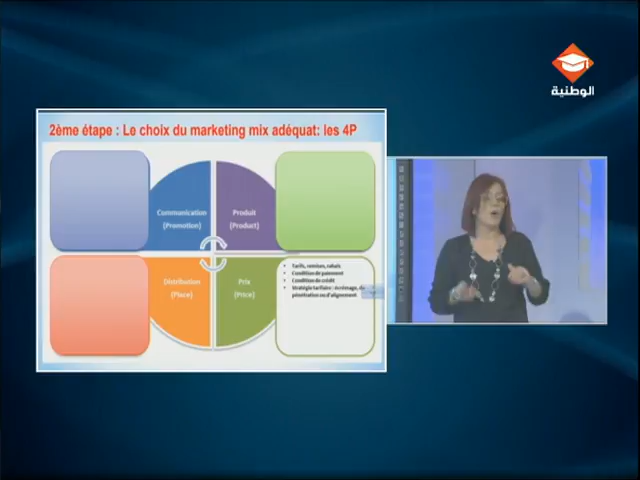 الوطنية
2ème étape : Le choix du marketing mix adéquat: les 4P
Communication
(Promotion)
Produit
(Product)
Distribution
(Place)
Prix
(Price)
• Tarifs, remises, rabais
• Condition de paiement
• Condition de crédit
• Stratégie tarifaire : écrémage, de
pénétration ou d'alignement